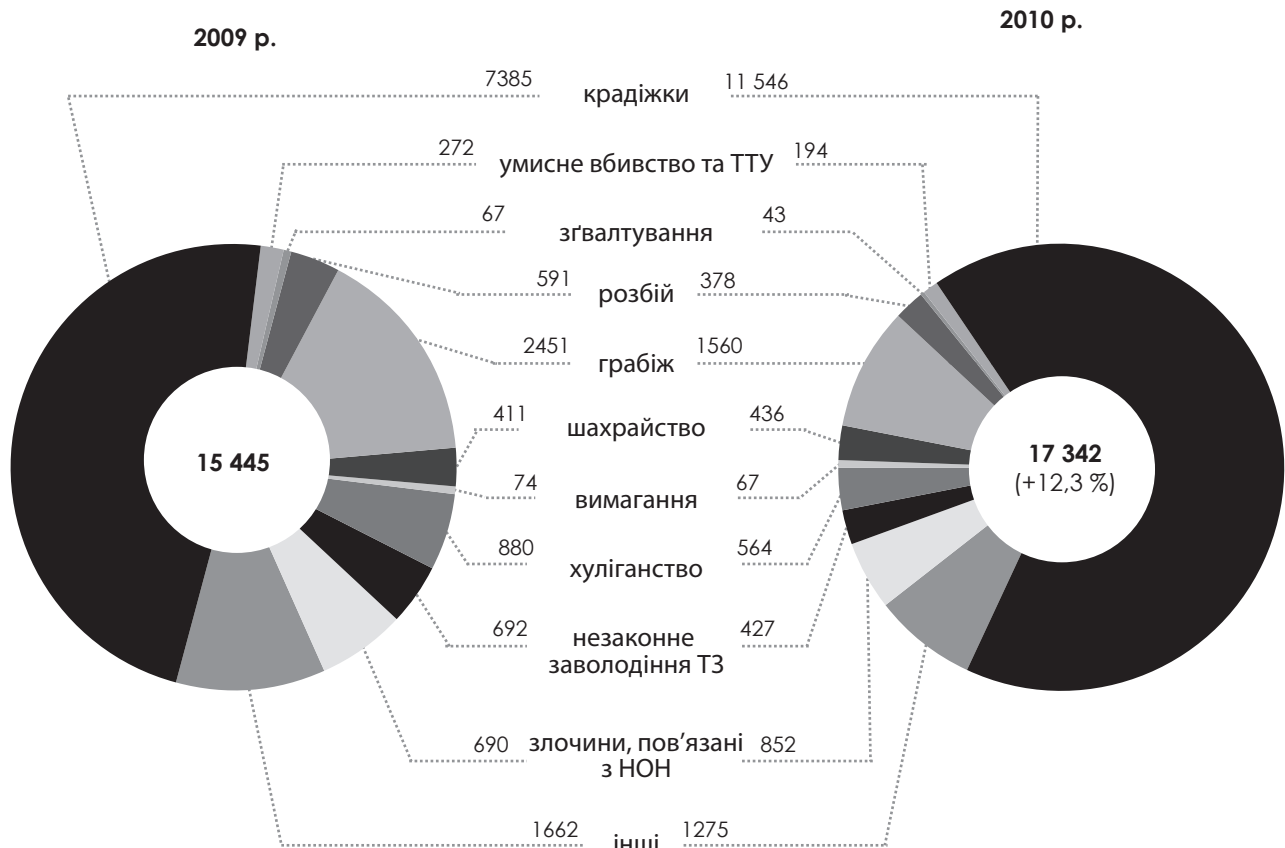 2009 р.
2010 р.
7385 крадіжки 11 546
272 умисне вбивство та ТТУ 194
67 зґвалтування 43
591 розбій 378
2451 грабіж 1560
411 шахрайство 436
15 445
17 342
(+12,3 %)
74 вимагання 67
880 хуліганство 564
692 незаконне 427
заволодіння ТЗ
690 злочини, пов’язані 852
з НОН
1662 інші 1275